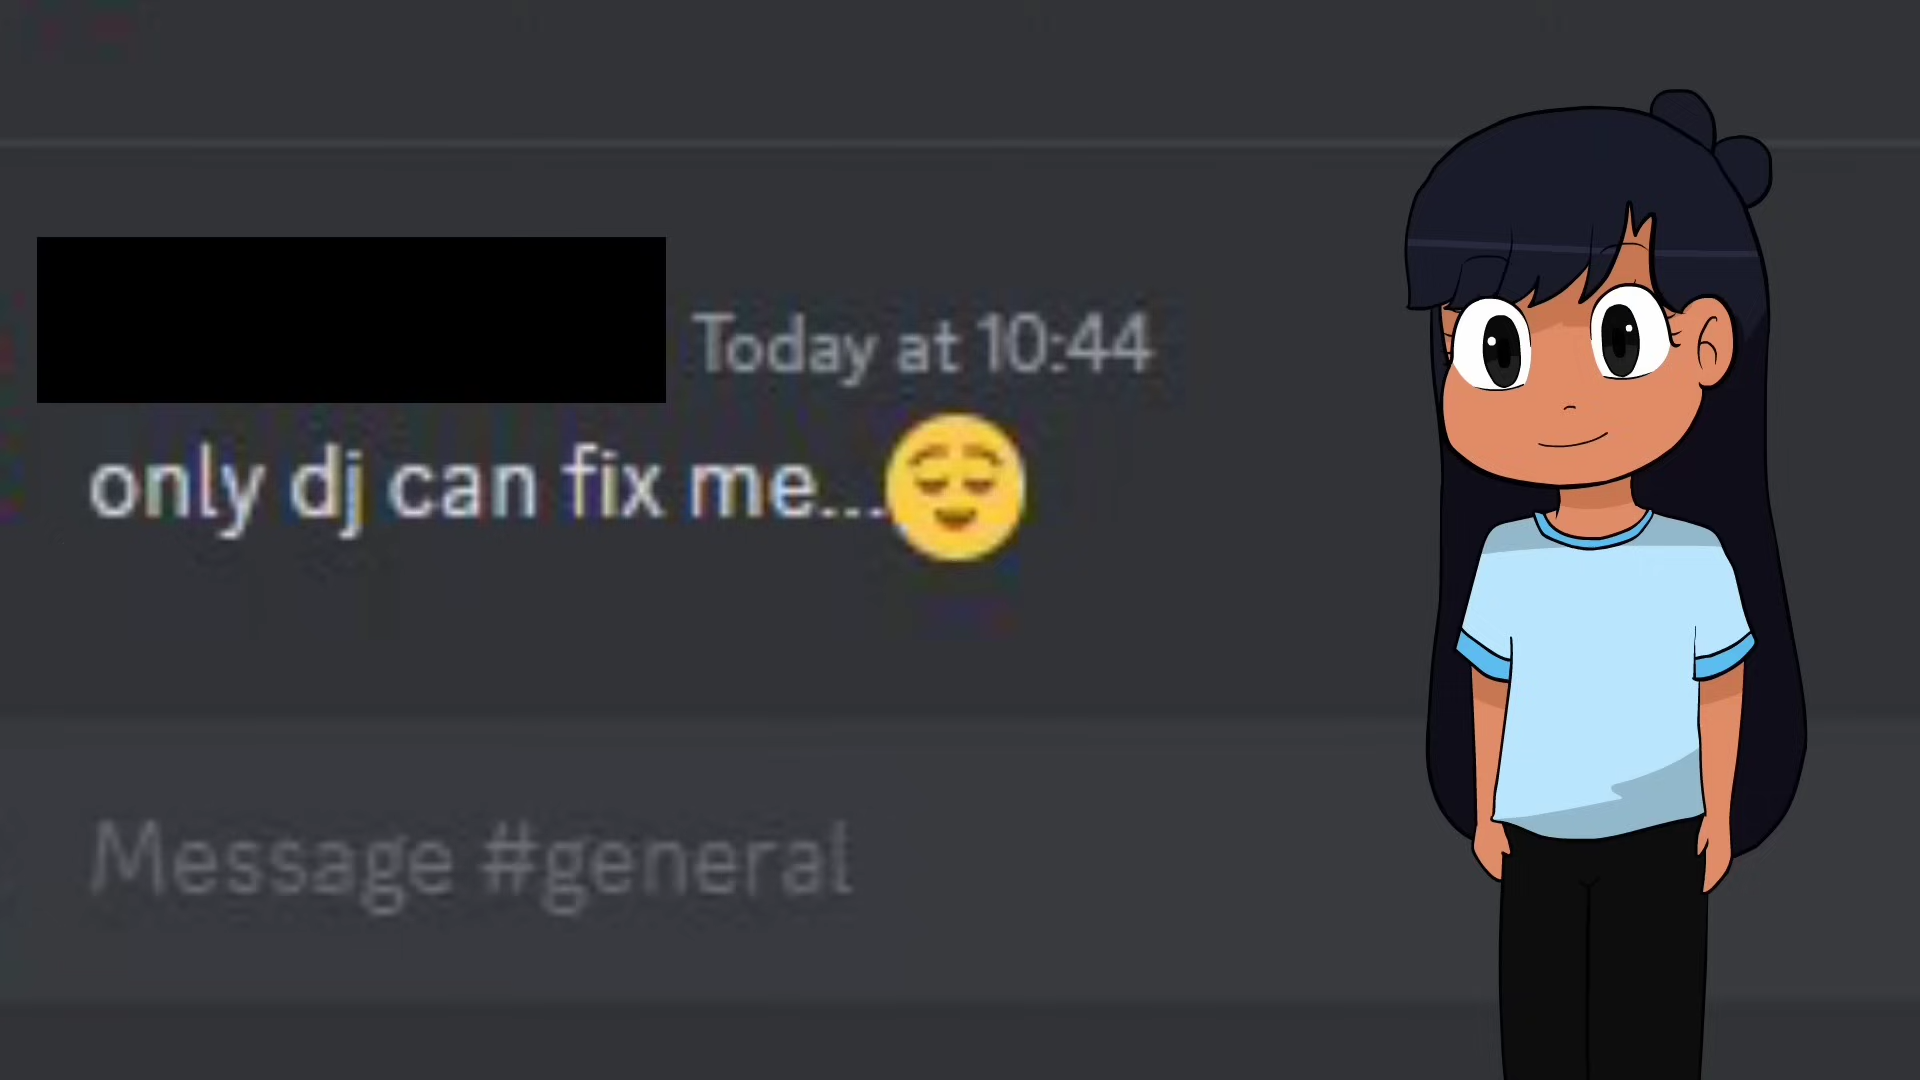 Today at 10:44
only dj can fix me...😌
Message #general